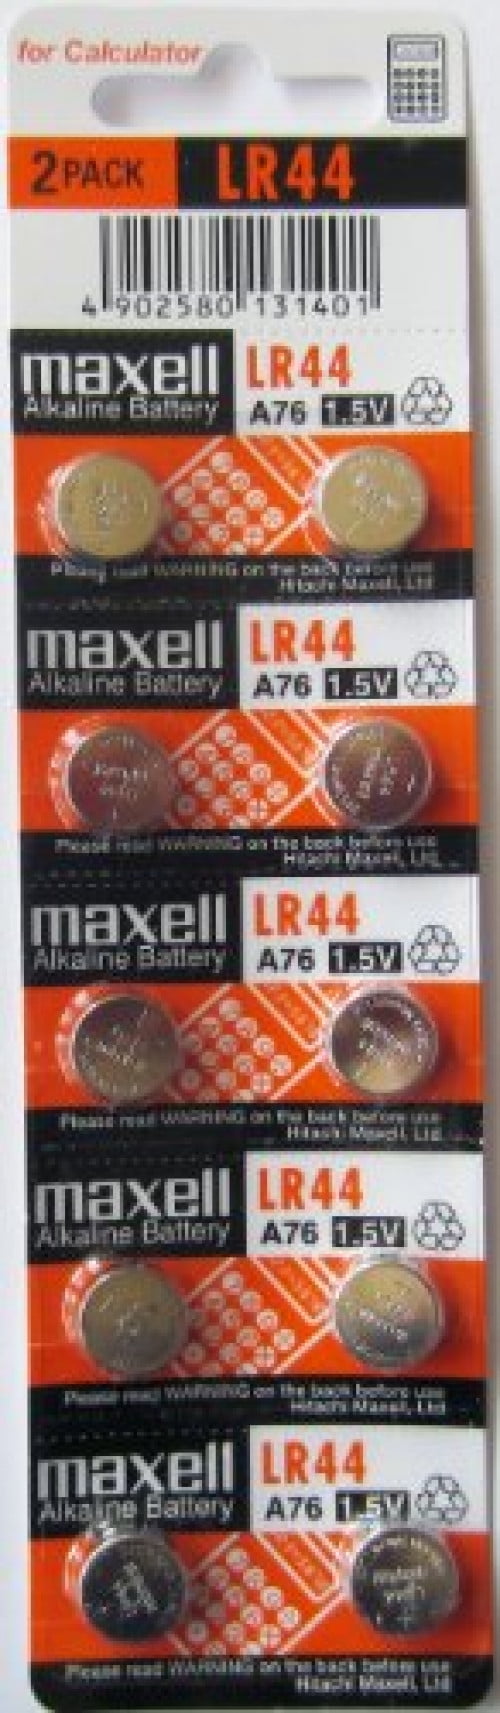 for Calculator
2PACK LR44
4 902580 131401
maxell LR44
Alkaline Battery A76 1.5V
Please read WARNING on the back before use
Hitachi Maxell, Ltd.
maxell LR44
Alkaline Battery A76 1.5V
Please read WARNING on the back before use
Hitachi Maxell, Ltd.
maxell LR44
Alkaline Battery A76 1.5V
Please read WARNING on the back before use
Hitachi Maxell, Ltd.
maxell LR44
Alkaline Battery A76 1.5V
Please read WARNING on the back before use
Hitachi Maxell, Ltd.
maxell LR44
Alkaline Battery A76 1.5V
Please read WARNING on the back before use
Hitachi Maxell, Ltd.